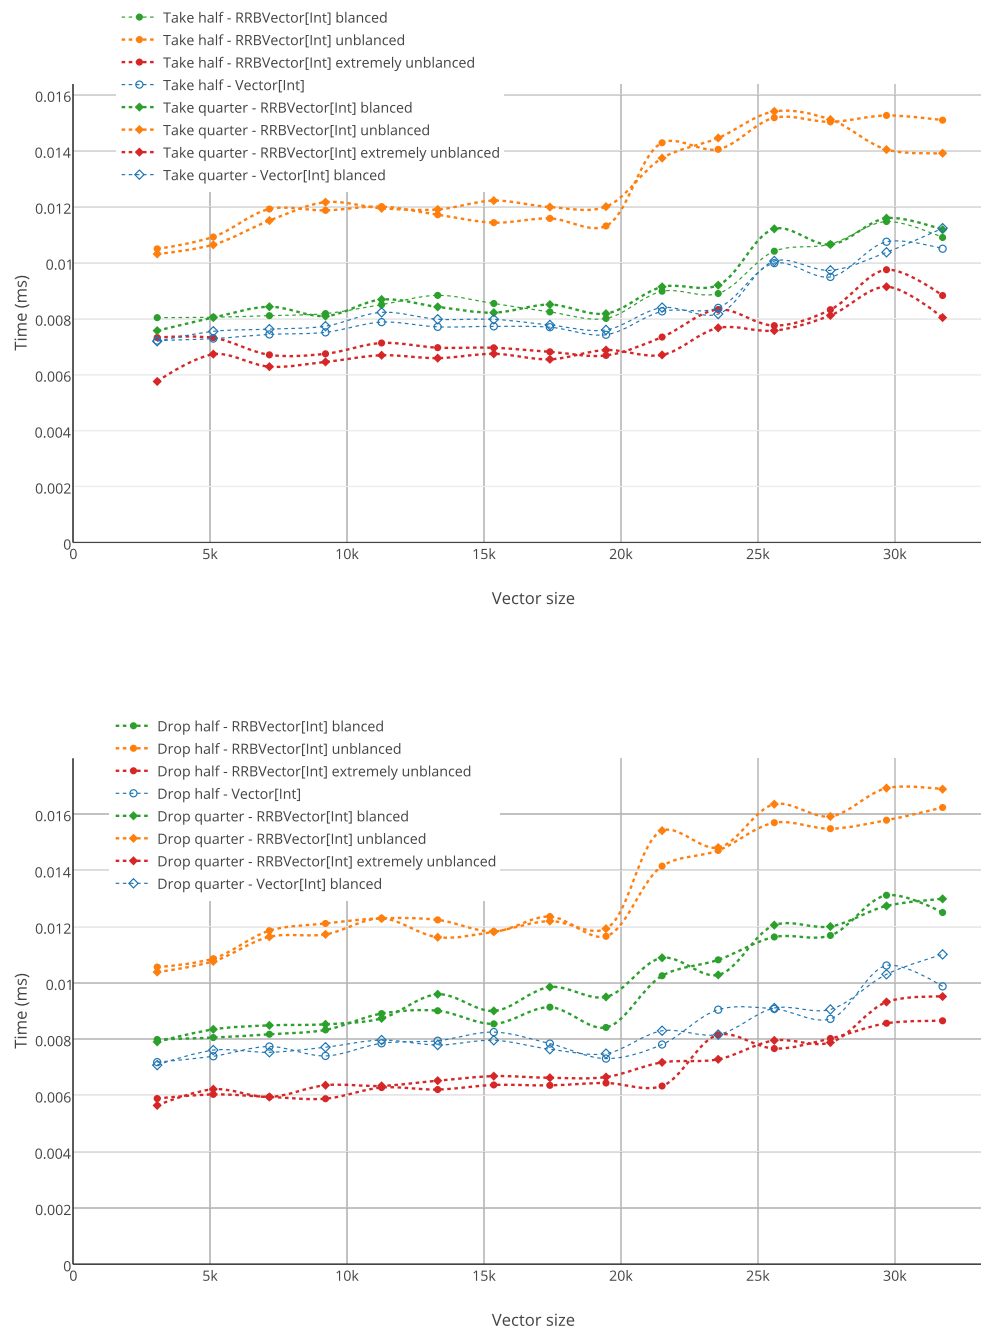 Take half - RRBVector[Int] blanced
Take half - RRBVector[Int] unblanced
Take half - RRBVector[Int] extremely unblanced
Take half - Vector[Int]
Take quarter - RRBVector[Int] blanced
Take quarter - RRBVector[Int] unblanced
Take quarter - RRBVector[Int] extremely unblanced
Take quarter - Vector[Int] blanced
0.016
0.014
0.012
0.01
0.008
0.006
0.004
0.002
0
Time (ms)
0 5k 10k 15k 20k 25k 30k
Vector size
Drop half - RRBVector[Int] blanced
Drop half - RRBVector[Int] unblanced
Drop half - RRBVector[Int] extremely unblanced
Drop half - Vector[Int]
Drop quarter - RRBVector[Int] blanced
Drop quarter - RRBVector[Int] unblanced
Drop quarter - RRBVector[Int] extremely unblanced
Drop quarter - Vector[Int] blanced
0.016
0.014
0.012
0.01
0.008
0.006
0.004
0.002
0
Time (ms)
0 5k 10k 15k 20k 25k 30k
Vector size